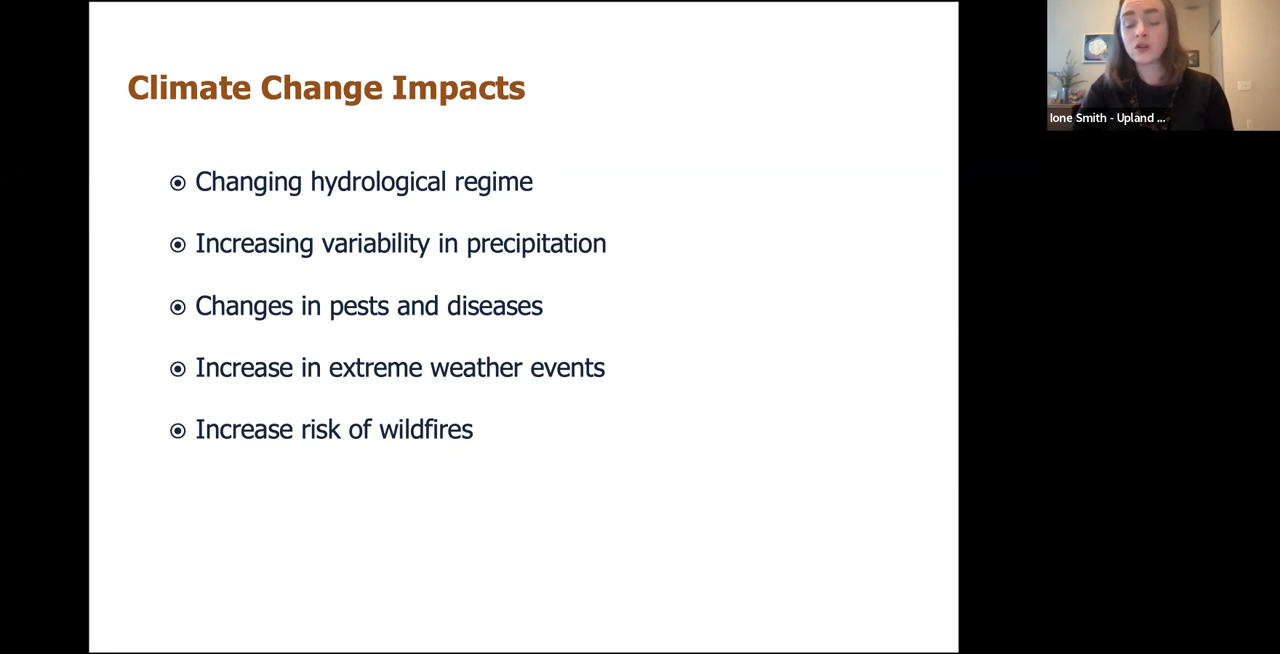 Climate Change Impacts
Changing hydrological regime
Increasing variability in precipitation
Changes in pests and diseases
Increase in extreme weather events
Increase risk of wildfires
Ione Smith - Upland ...